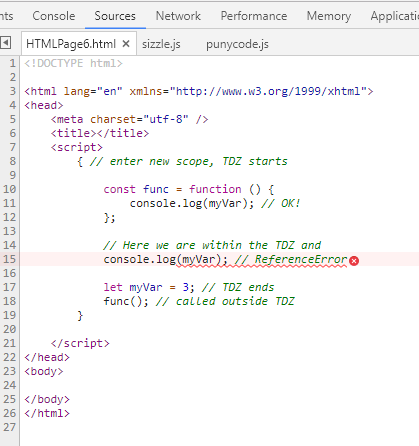 nts Console Sources Network Performance Memory Application
HTMLPage6.html × sizzle.js punycode.js
1 <!DOCTYPE html>
2
3 <html lang="en" xmlns="http://www.w3.org/1999/xhtml">
4 <head>
5 <meta charset="utf-8" />
6 <title></title>
7 <script>
8 { // enter new scope, TDZ starts
9
10 const func = function () {
11 console.log(myVar); // OK!
12 };
13
14 // Here we are within the TDZ and
15 console.log(myVar); // ReferenceError
16
17 let myVar = 3; // TDZ ends
18 func(); // called outside TDZ
19 }
20
21 </script>
22 </head>
23 <body>
24
25 </body>
26 </html>
27